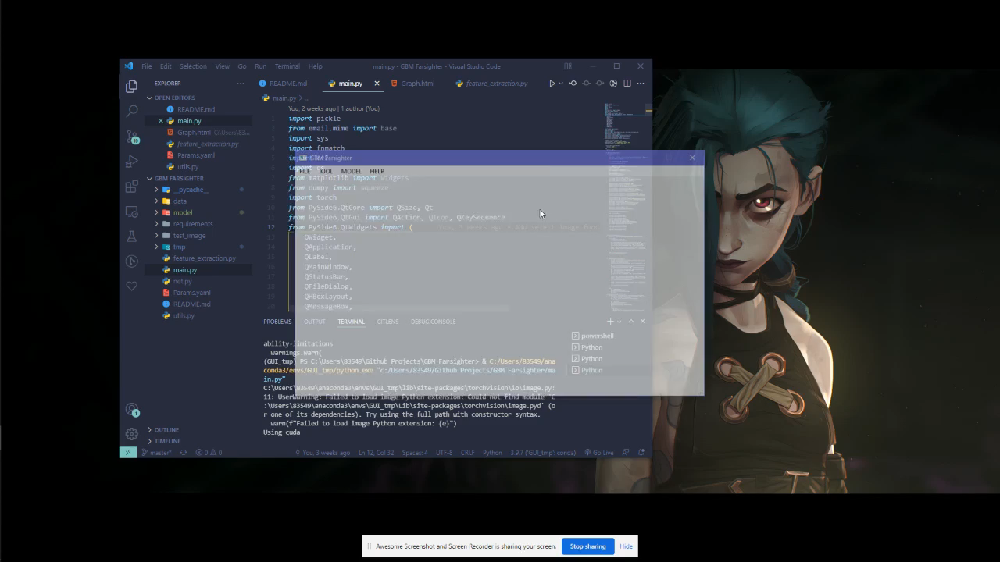 File Edit Selection View Go Run Terminal Help main.py - GBM Farsighter - Visual Studio Code
EXPLORER
OPEN EDITORS
README.md
main.py
Graph.html C:\Users\83...
feature_extraction.py
Params.yaml
utils.py
GBM FARSIGHTER
__pycache__
data
model
requirements
test_image
tmp
feature_extraction.py
main.py
net.py
Params.yaml
README.md
utils.py
OUTLINE
TIMELINE
10
1
README.md main.py Graph.html feature_extraction.py
main.py > ...
You, 2 weeks ago | 1 author (You)
1 import pickle
2 from email.mime import base
3 import sys
4 import fnmatch
GBM Farsighter
FILE TOOL MODEL HELP
from matplotlib import widgets
from numpy import squeeze
9 import torch
10 from PySide6.QtCore import QSize, Qt
11 from PySide6.QtGui import QAction, QIcon, QKeySequence
12 from PySide6.QtWidgets import ( You, 3 weeks ago • Add select image func
13 QWidget,
14 QApplication,
15 QLabel,
16 QMainWindow,
17 QStatusBar,
18 QFileDialog,
19 QHBoxLayout,
20 QMessageBox,
PROBLEMS OUTPUT TERMINAL GITLENS DEBUG CONSOLE
powershell
Python
Python
Python
ability-limitations
warnings.warn(
(GUI_tmp) PS C:\Users\83549\Github Projects\GBM Farsighter> & C:/Users/83549/ana
conda3/envs/GUI_tmp/python.exe "c:/Users/83549/Github Projects/GBM Farsighter/ma
in.py"
C:\Users\83549\anaconda3\envs\GUI_tmp\lib\site-packages\torchvision\io\image.py:
11: UserWarning: Failed to load image Python extension: Could not find module 'C
:\Users\83549\anaconda3\envs\GUI_tmp\Lib\site-packages\torchvision\image.pyd' (o
r one of its dependencies). Try using the full path with constructor syntax.
warn(f"Failed to load image Python extension: {e}")
Using cuda
master* 0 0 You, 3 weeks ago Ln 12, Col 32 Spaces: 4 UTF-8 CRLF Python 3.9.7 ('GUI_tmp': conda) Go Live
Awesome Screenshot and Screen Recorder is sharing your screen. Stop sharing Hide